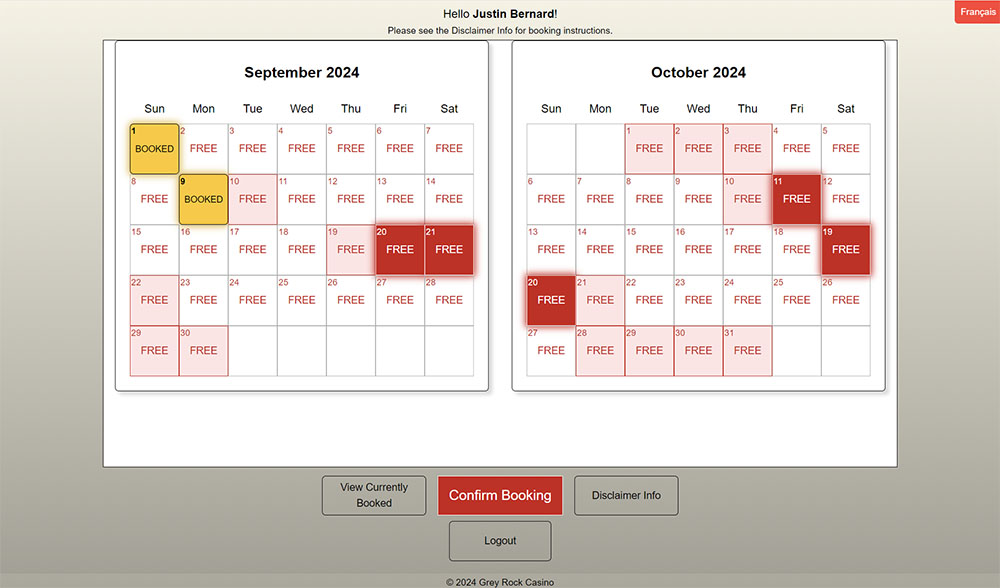 Hello Justin Bernard!
Français
Please see the Disclaimer Info for booking instructions.
September 2024
Sun Mon Tue Wed Thu Fri Sat
1 2 3 4 5 6 7
BOOKED FREE FREE FREE FREE FREE FREE
8 9 10 11 12 13 14
FREE BOOKED FREE FREE FREE FREE FREE
15 16 17 18 19 20 21
FREE FREE FREE FREE FREE FREE FREE
22 23 24 25 26 27 28
FREE FREE FREE FREE FREE FREE FREE
29 30
FREE FREE
October 2024
Sun Mon Tue Wed Thu Fri Sat
1 2 3 4 5
FREE FREE FREE FREE FREE
6 7 8 9 10 11 12
FREE FREE FREE FREE FREE FREE FREE
13 14 15 16 17 18 19
FREE FREE FREE FREE FREE FREE FREE
20 21 22 23 24 25 26
FREE FREE FREE FREE FREE FREE FREE
27 28 29 30 31
FREE FREE FREE FREE FREE
View Currently
Booked
Confirm Booking
Disclaimer Info
Logout
© 2024 Grey Rock Casino